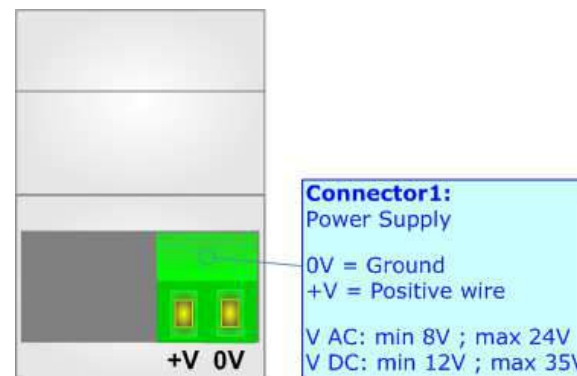 Connector1:
Power Supply
0V = Ground
+V = Positive wire
V AC: min 8V ; max 24V
V DC: min 12V ; max 35V
+V 0V